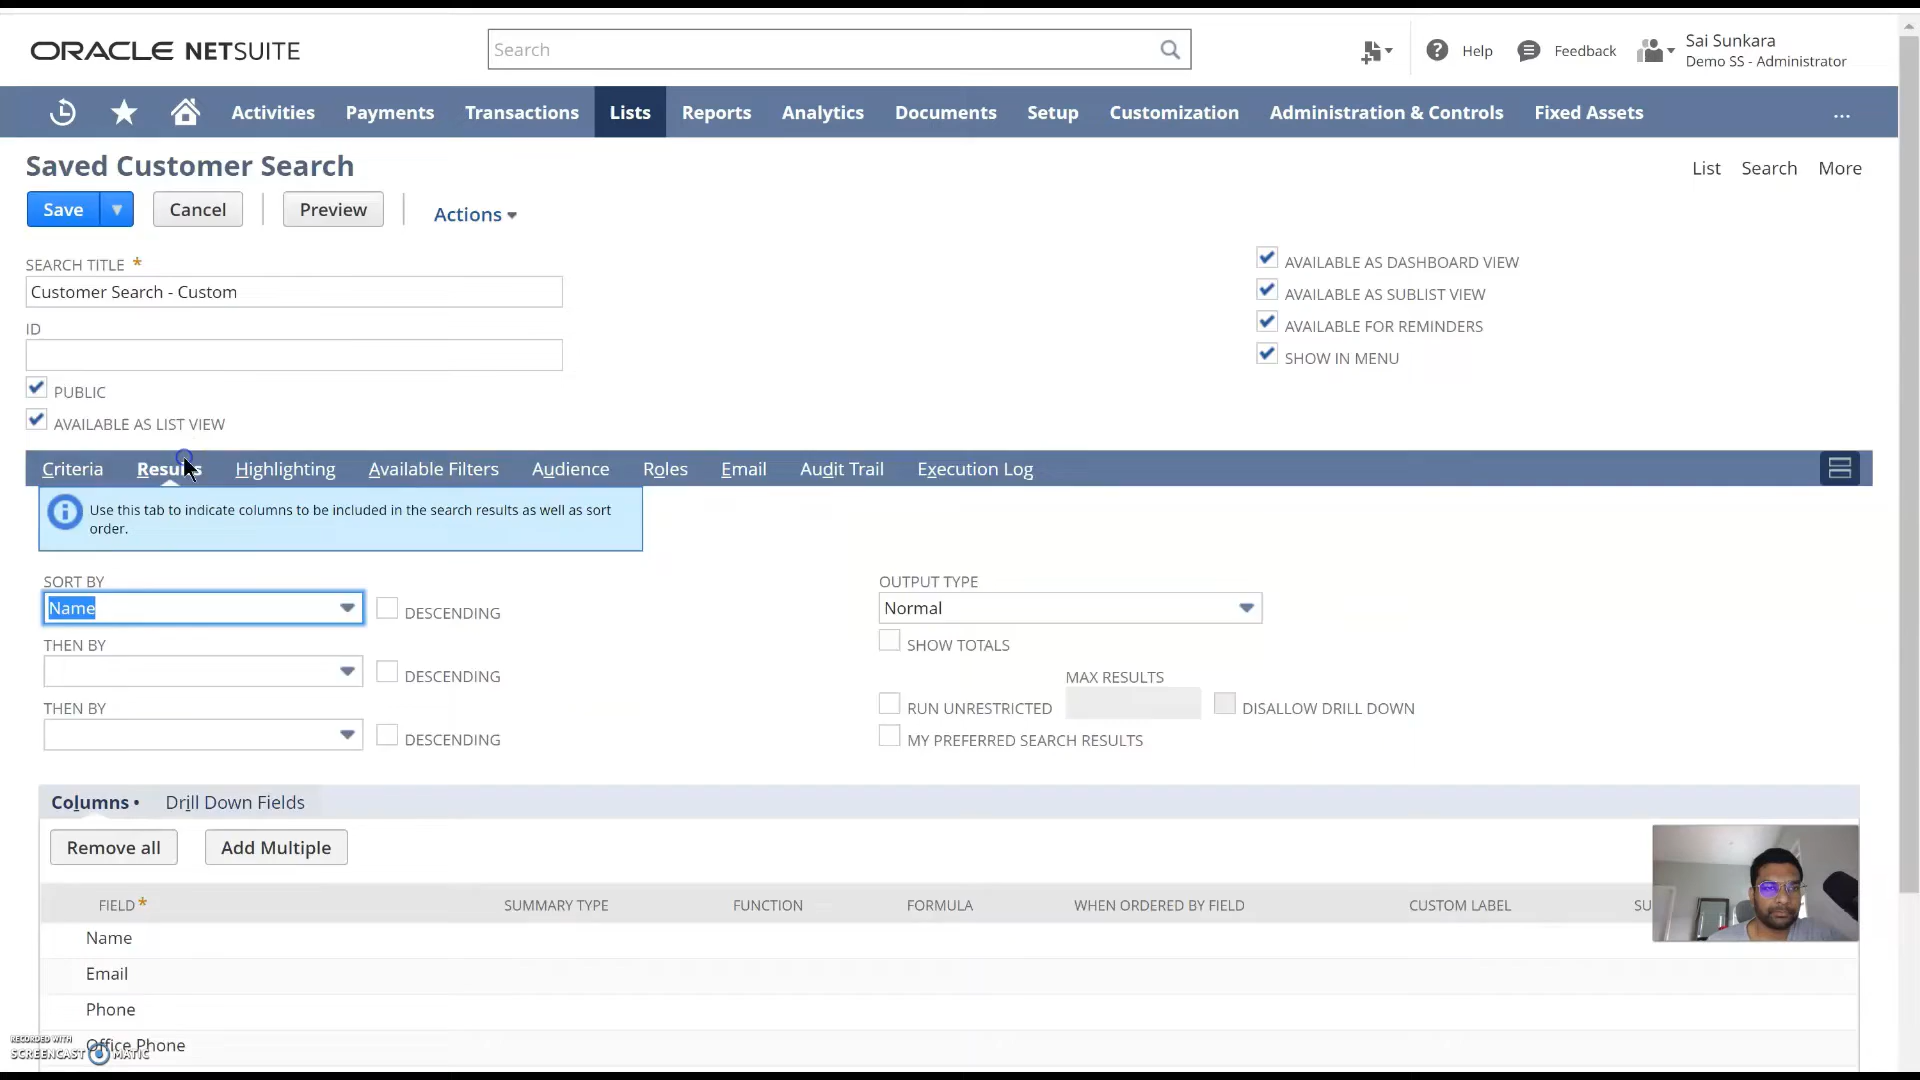 ORACLE NETSUITE
Search
Help
Feedback
Sai Sunkara
Demo SS - Administrator
Activities Payments Transactions Lists Reports Analytics Documents Setup Customization Administration & Controls Fixed Assets ...
Saved Customer Search
List Search More
Save Cancel Preview Actions
SEARCH TITLE *
Customer Search - Custom
ID
PUBLIC
AVAILABLE AS LIST VIEW
AVAILABLE AS DASHBOARD VIEW
AVAILABLE AS SUBLIST VIEW
AVAILABLE FOR REMINDERS
SHOW IN MENU
Criteria Results Highlighting Available Filters Audience Roles Email Audit Trail Execution Log
Use this tab to indicate columns to be included in the search results as well as sort
order.
SORT BY
Name DESCENDING
THEN BY
DESCENDING
THEN BY
DESCENDING
OUTPUT TYPE
Normal
SHOW TOTALS
MAX RESULTS
RUN UNRESTRICTED DISALLOW DRILL DOWN
MY PREFERRED SEARCH RESULTS
Columns • Drill Down Fields
Remove all Add Multiple
FIELD * SUMMARY TYPE FUNCTION FORMULA WHEN ORDERED BY FIELD CUSTOM LABEL SU
Name
Email
Phone
Office Phone
RECORDED WITH
SCREENCAST MATIC